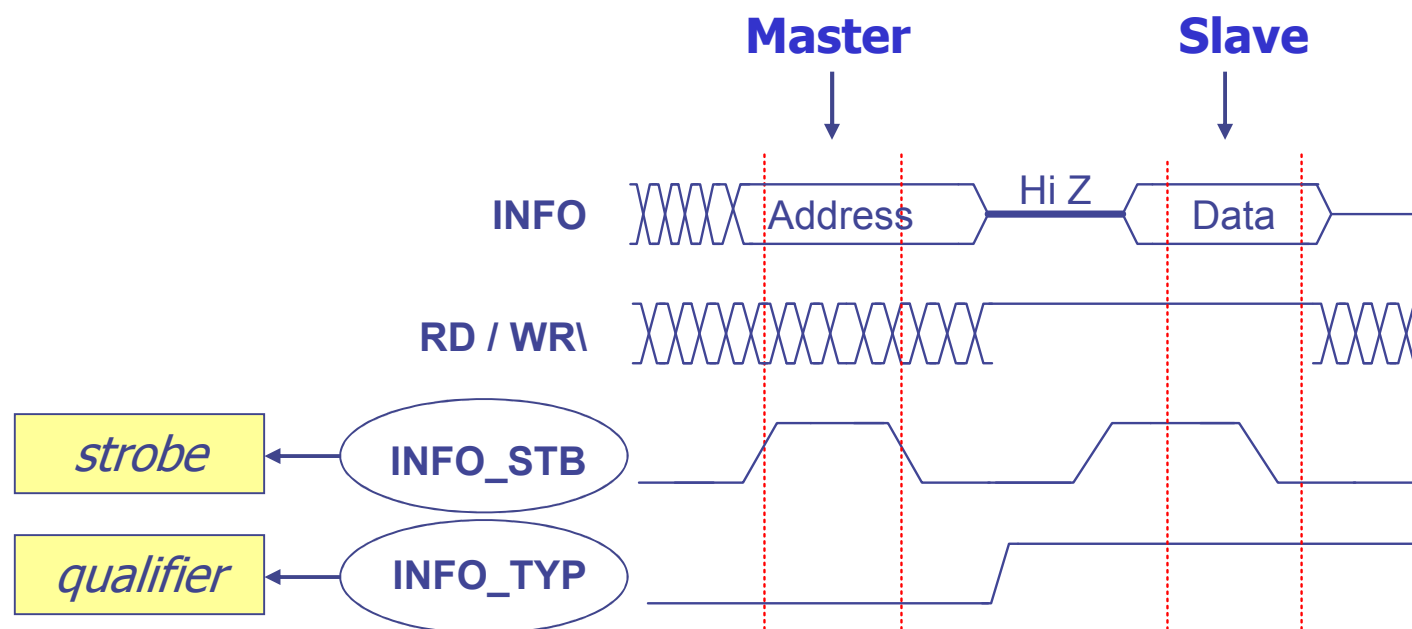 Master
Slave
INFO
Address
Hi Z
Data
RD / WR\
strobe
INFO_STB
qualifier
INFO_TYP